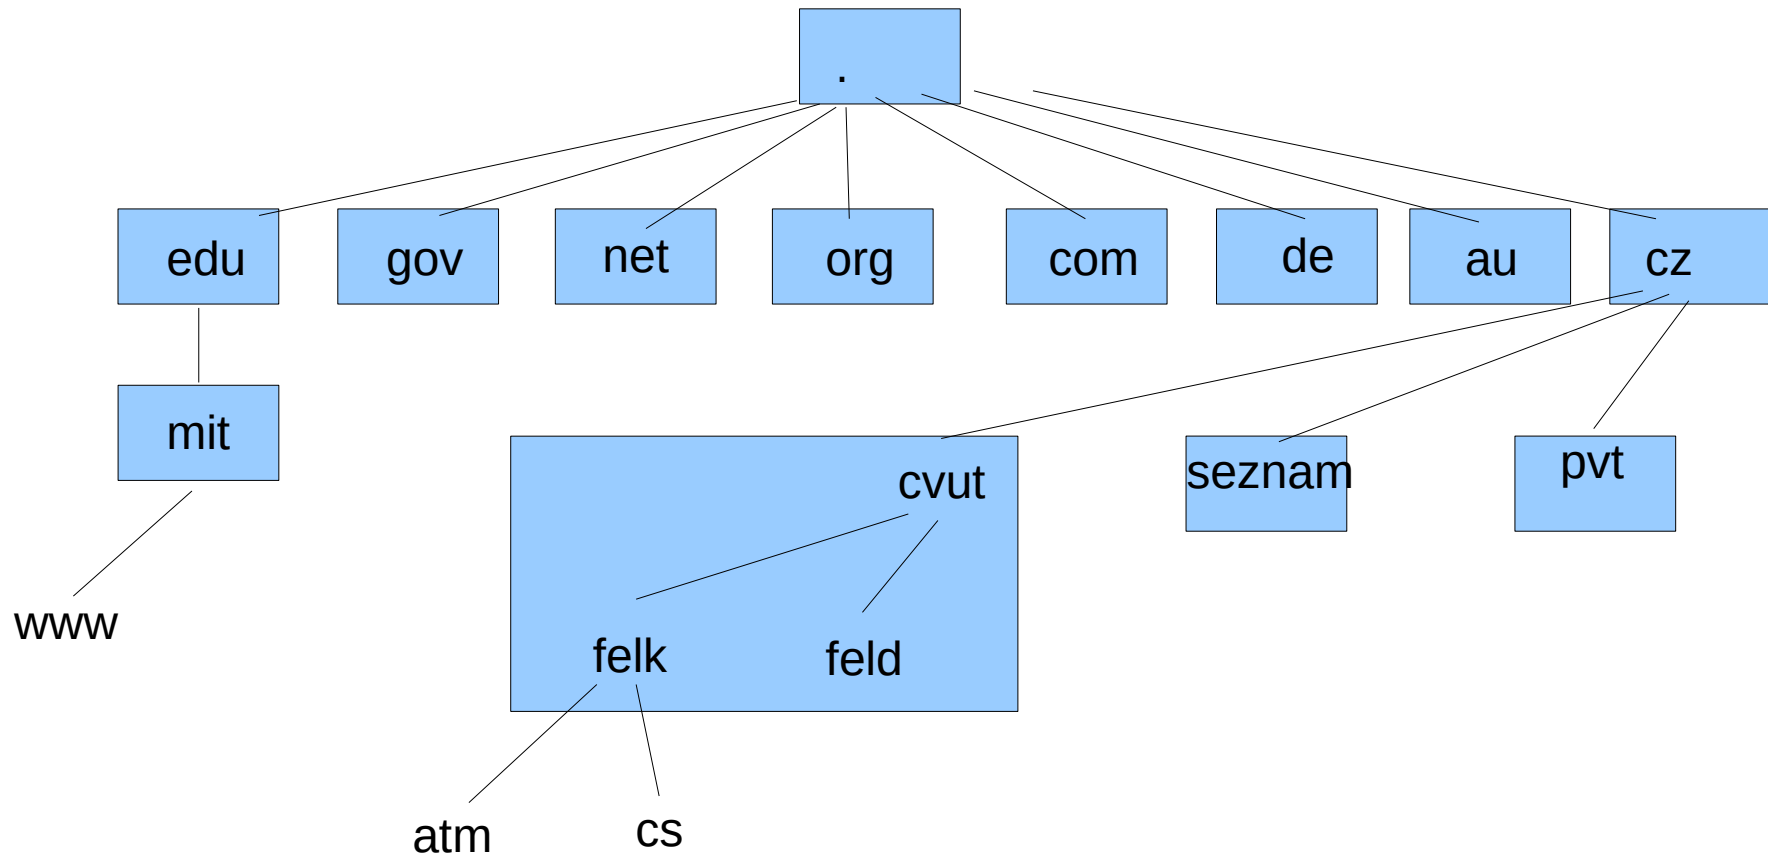 .
edu gov net org com de au cz
mit
cvut seznam pvt
www
felk feld
atm cs